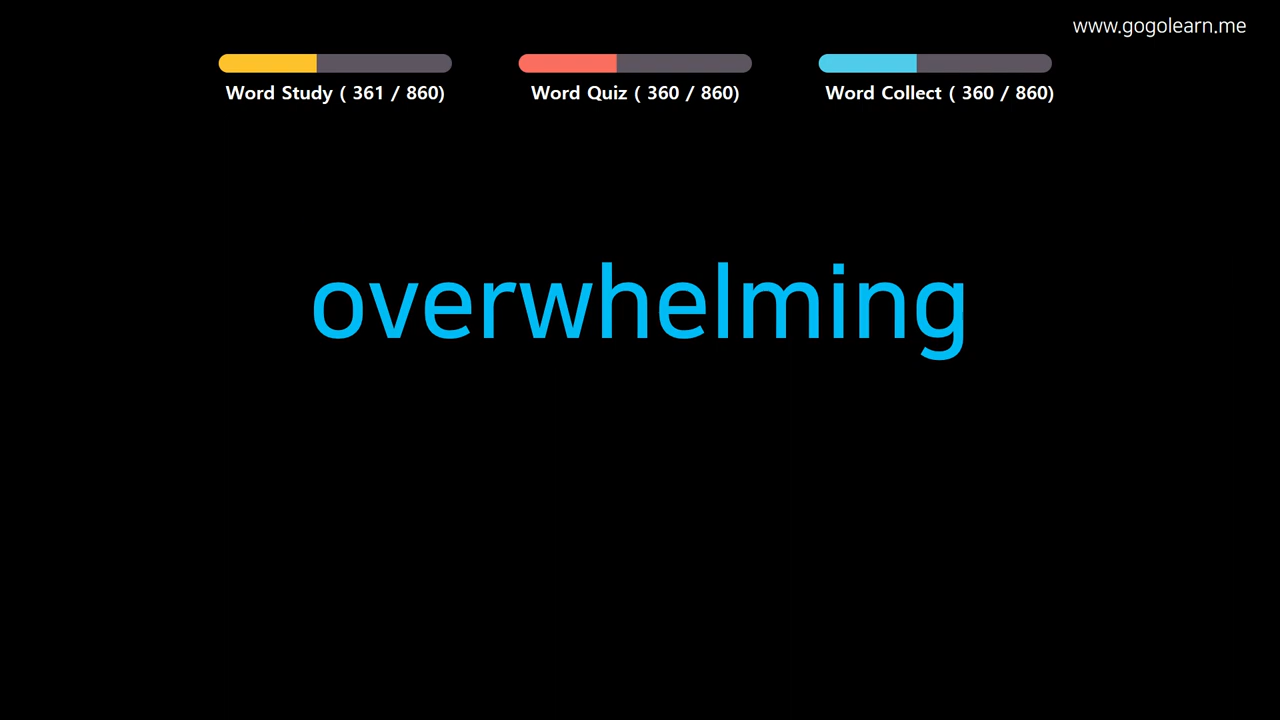 www.gogolearn.me
Word Study ( 361 / 860)
Word Quiz ( 360 / 860)
Word Collect ( 360 / 860)
overwhelming